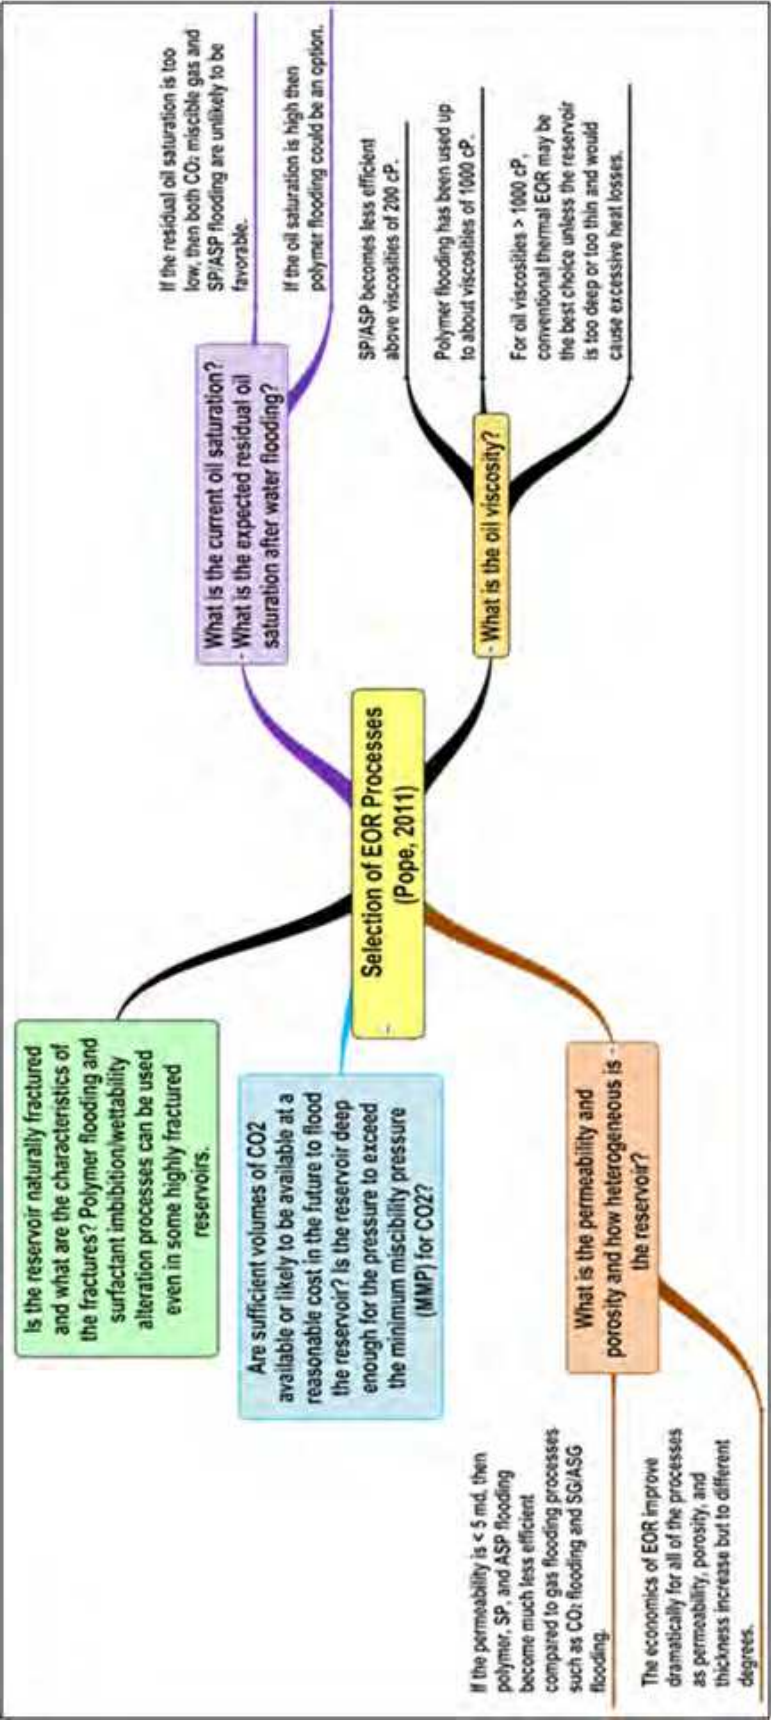 Is the reservoir naturally fractured
and what are the characteristics of
the fractures? Polymer flooding and
surfactant imbibition/wettability
alteration processes can be used
even in some highly fractured
reservoirs.
Are sufficient volumes of CO2
available or likely to be available at a
reasonable cost in the future to flood
the reservoir? Is the reservoir deep
enough for the pressure to exceed
the minimum miscibility pressure
(MMP) for CO2?
If the permeability is < 5 md, then
polymer, SP, and ASP flooding
become much less efficient
compared to gas flooding processes
such as CO₂ flooding and SG/ASG
flooding.
The economics of EOR improve
dramatically for all of the processes
as permeability, porosity, and
thickness increase but to different
degrees.
What is the permeability and
porosity and how heterogeneous is
the reservoir?
Selection of EOR Processes
(Pope, 2011)
What is the current oil saturation?
What is the expected residual oil
saturation after water flooding?
If the residual oil saturation is too
low, then both CO₂ miscible gas and
SP/ASP flooding are unlikely to be
favorable.
If the oil saturation is high then
polymer flooding could be an option.
What is the oil viscosity?
SP/ASP becomes less efficient
above viscosities of 200 cP.
Polymer flooding has been used up
to about viscosities of 1000 cP.
For oil viscosities > 1000 cP,
conventional thermal EOR may be
the best choice unless the reservoir
is too deep or too thin and would
cause excessive heat losses.